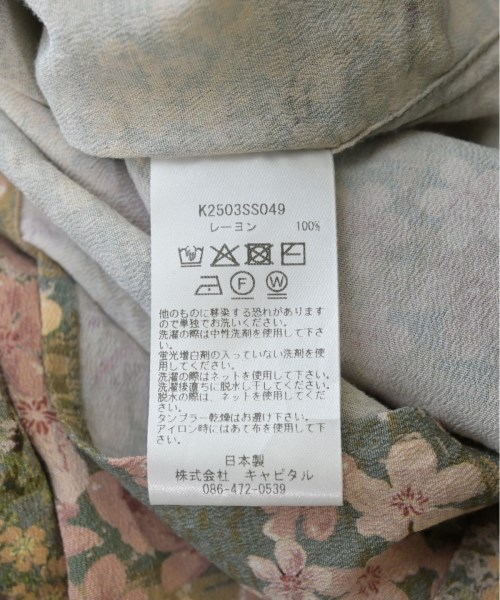 K2503SS049
レーヨン 100%
F W
他のものに移染する恐れがあります
ので単独でお洗いください。
洗濯の際は中性洗剤を使用して下さ
い。
蛍光増白剤の入っていない洗剤を使
用してください。
洗濯の際はネットを使用して下さい。
洗濯後直ちに脱水し干してください。
脱水の際は、ネットを使用してくだ
さい。
タンブラー乾燥はお避け下さい。
アイロン時にはあて布を使用して下
さい。
日本製
株式会社 キャピタル
086-472-0539